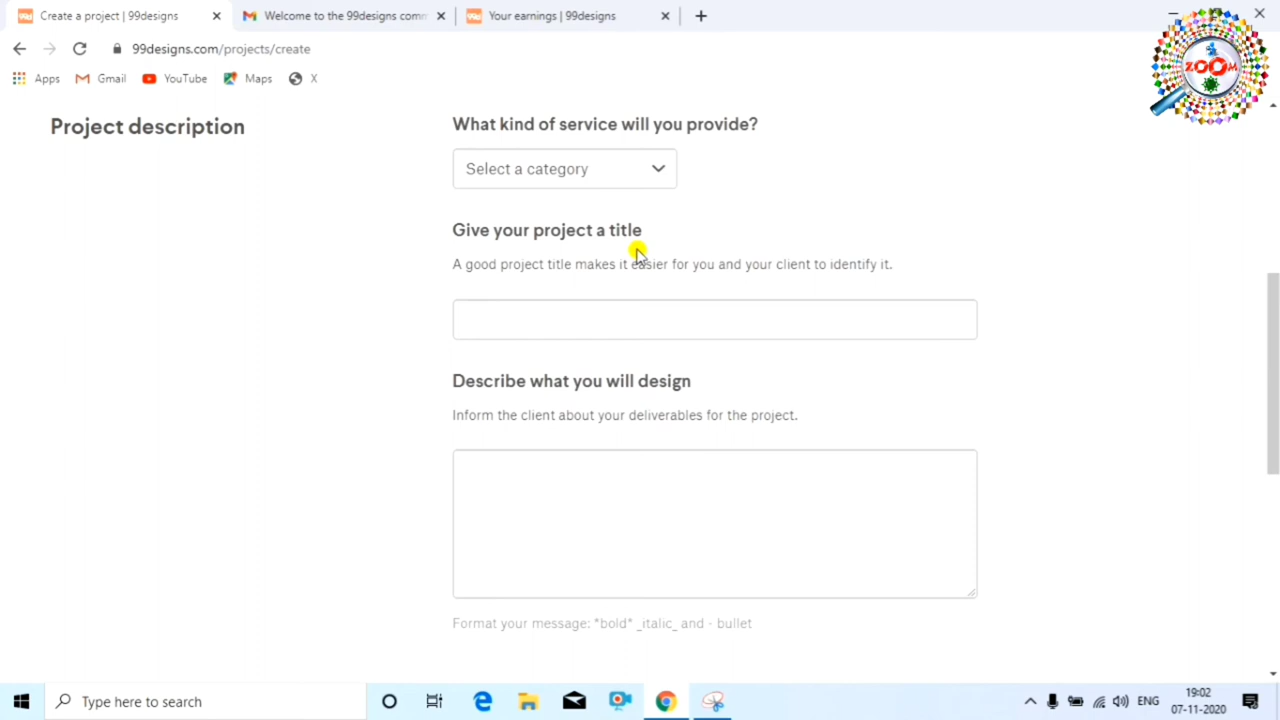 Create a project | 99designs
Welcome to the 99designs comm
Your earnings | 99designs
99designs.com/projects/create
Apps
Gmail
YouTube
Maps
X
ZOOM
Project description
What kind of service will you provide?
Select a category
Give your project a title
A good project title makes it easier for you and your client to identify it.
Describe what you will design
Inform the client about your deliverables for the project.
Format your message: *bold* _italic_ and - bullet
Type here to search
ENG
19:02
07-11-2020